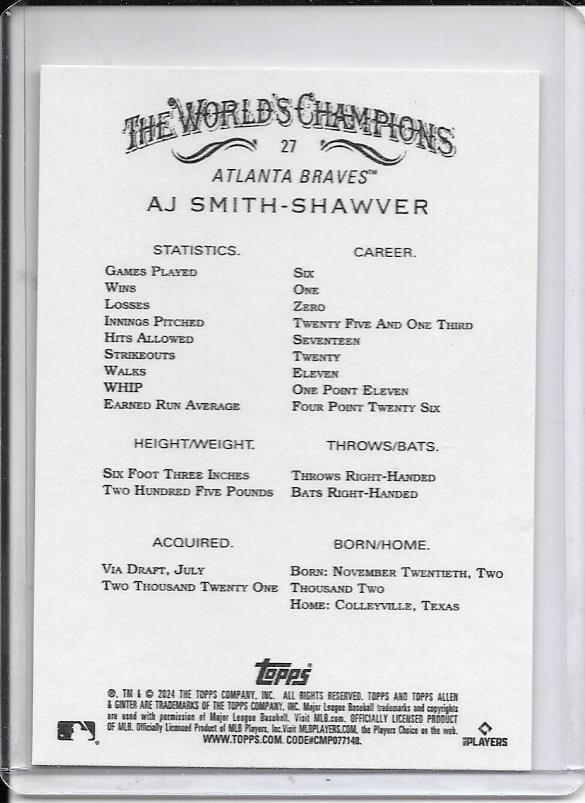 THE WORLD'S CHAMPIONS
27
ATLANTA BRAVES™
AJ SMITH-SHAWVER
STATISTICS. CAREER.
GAMES PLAYED SIX
WINS ONE
LOSSES ZERO
INNINGS PITCHED TWENTY FIVE AND ONE THIRD
HITS ALLOWED SEVENTEEN
STRIKEOUTS TWENTY
WALKS ELEVEN
WHIP ONE POINT ELEVEN
EARNED RUN AVERAGE FOUR POINT TWENTY SIX
HEIGHT/WEIGHT. THROWS/BATS.
SIX FOOT THREE INCHES THROWS RIGHT-HANDED
TWO HUNDRED FIVE POUNDS BATS RIGHT-HANDED
ACQUIRED. BORN/HOME.
VIA DRAFT, JULY BORN: NOVEMBER TWENTIETH, TWO
TWO THOUSAND TWENTY ONE THOUSAND TWO
HOME: COLLEYVILLE, TEXAS
topps
®, TM & © 2024 THE TOPPS COMPANY, INC. ALL RIGHTS RESERVED. TOPPS AND TOPPS ALLEN
& GINTER ARE TRADEMARKS OF THE TOPPS COMPANY, INC. Major League Baseball trademarks and copyrights
are used with permission of Major League Baseball. Visit MLB.com. OFFICIALLY LICENSED PRODUCT
OF MLB. Officially Licensed Product of MLB Players, Inc.Visit MLBPLAYERS.COM, the Players Choice on the web.
WWW.TOPPS.COM. CODE#CMP077148.
MLB PLAYERS